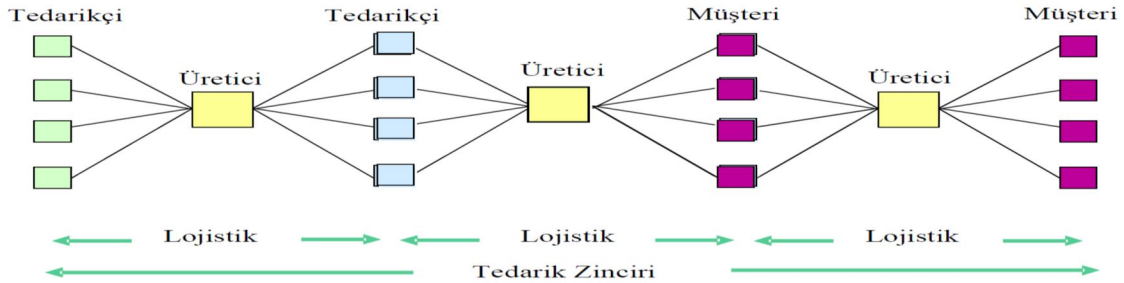 Tedarikçi Tedarikçi Müşteri Müşteri
Üretici Üretici Üretici
Lojistik Lojistik Lojistik
Tedarik Zinciri